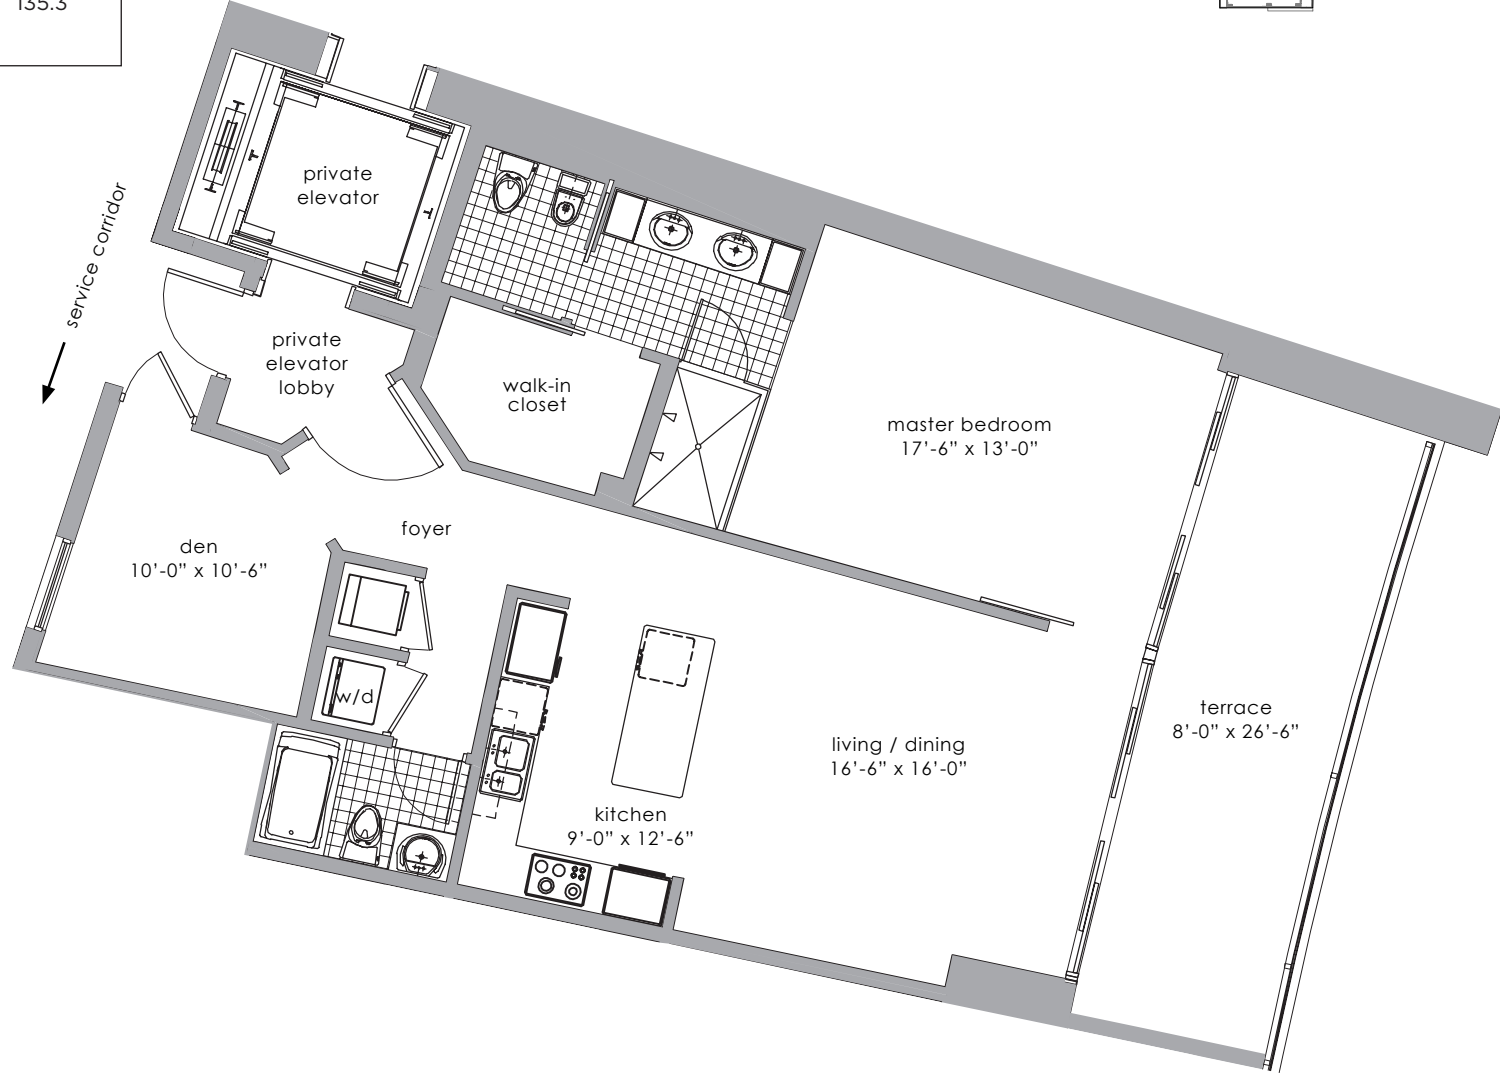 135.3
private
elevator
service corridor
private
elevator
lobby
walk-in
closet
master bedroom
17'-6” x 13'-0”
foyer
den
10'-0” x 10'-6”
w/d
terrace
8'-0” x 26'-6”
living / dining
16'-6” x 16'-0”
kitchen
9'-0” x 12'-6”